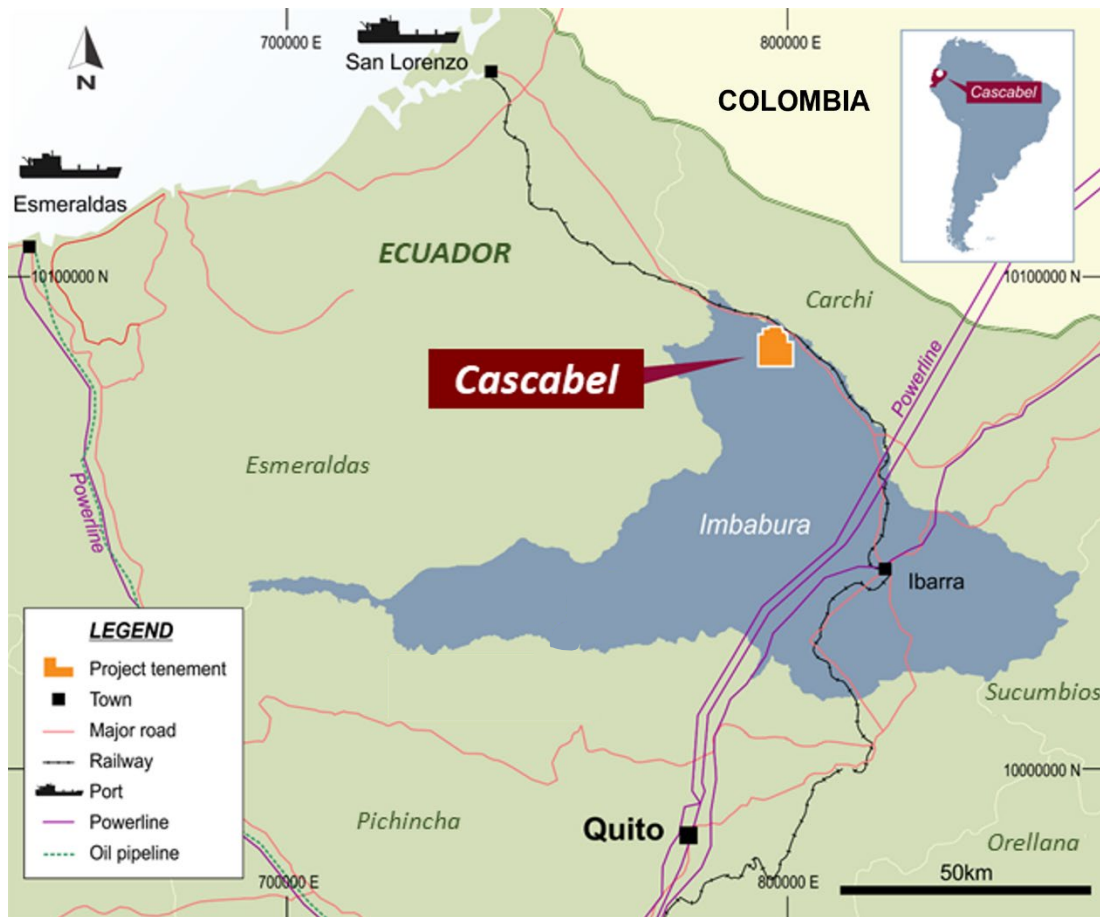 700000 E
800000 E
San Lorenzo
N
COLOMBIA
Cascabel
Esmeraldas
ECUADOR
10100000 N
10100000 N
Carchi
Cascabel
Powerline
Esmeraldas
Powerline
Imbabura
Ibarra
LEGEND
Project tenement
Town
Major road
Railway
Port
Powerline
Oil pipeline
Sucumbios
10000000 N
Pichincha
Quito
Orellana
700000 E
800000 E
50km